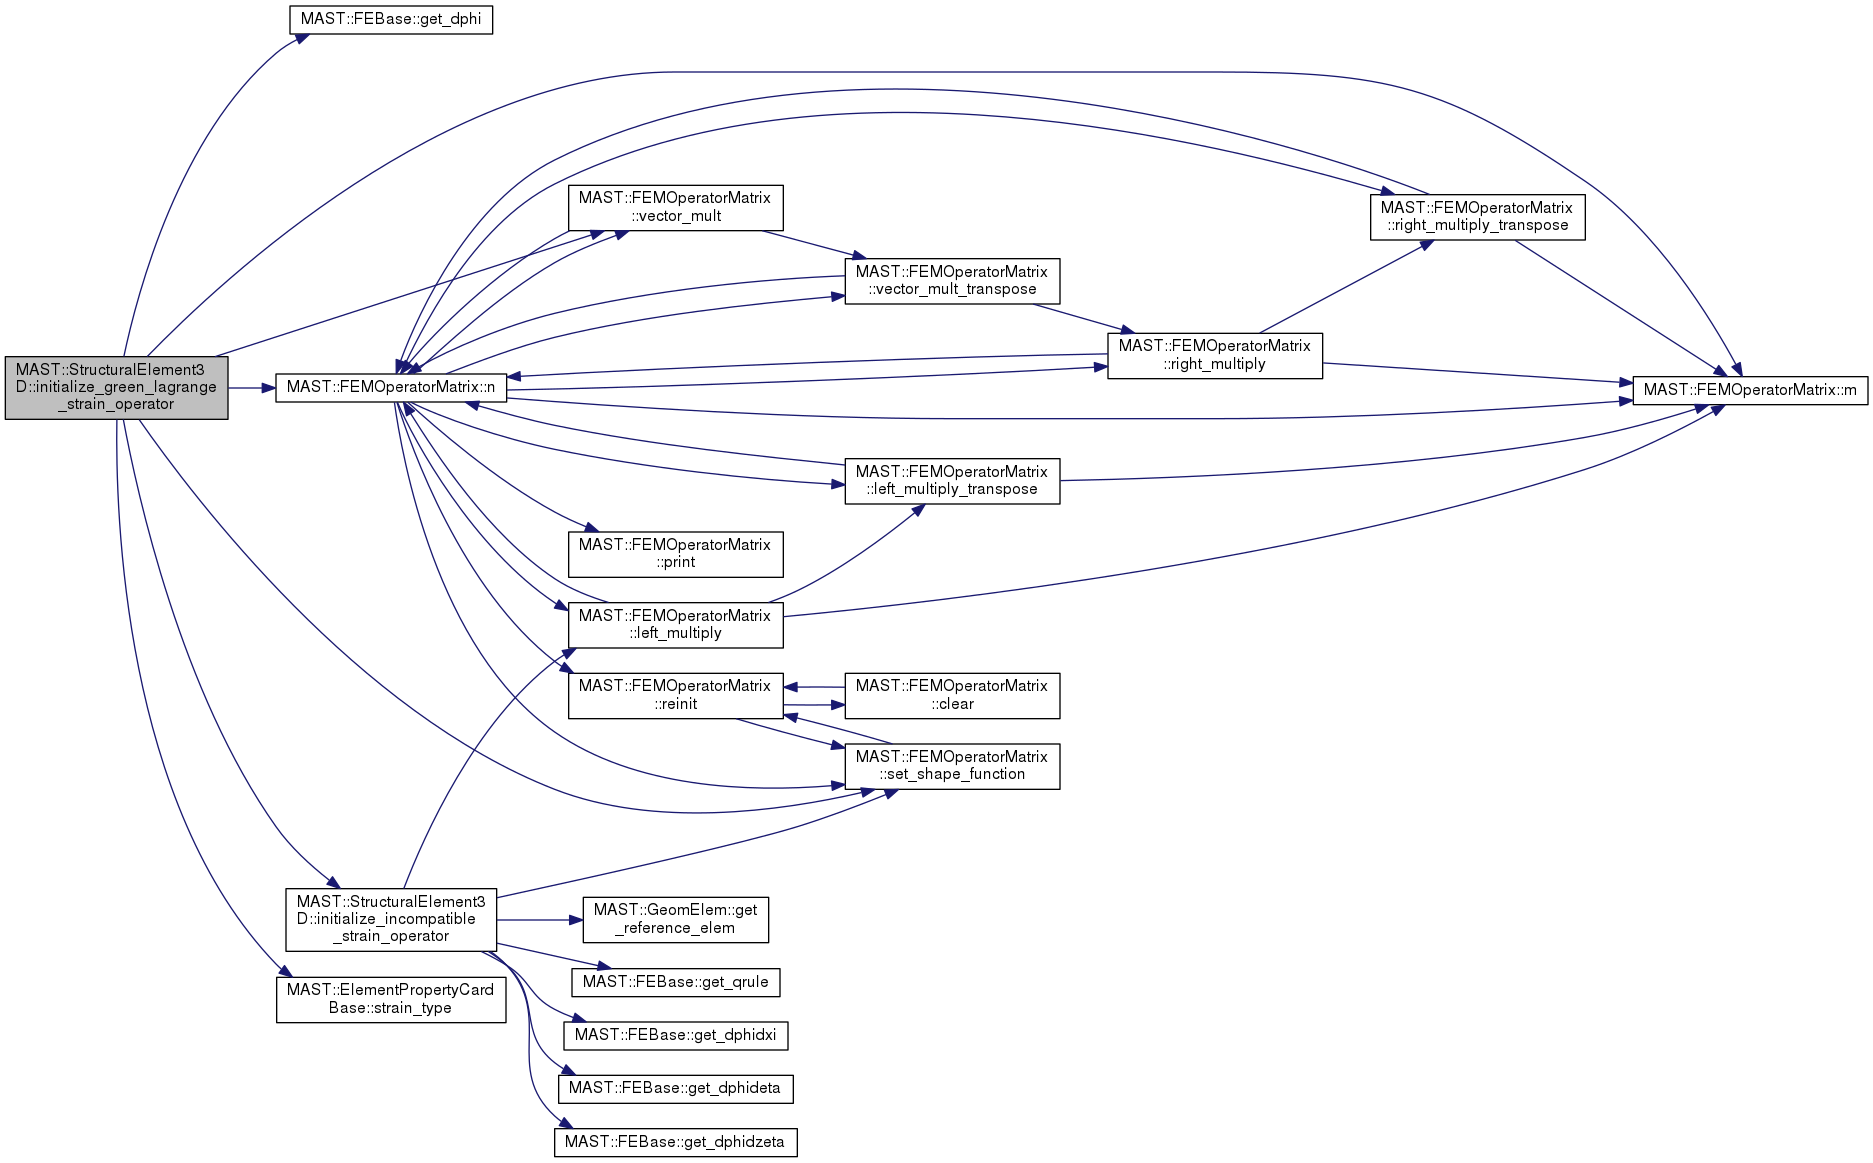 MAST::FEBase::get_dphi
MAST::FEMOperatorMatrix
::vector_mult
MAST::FEMOperatorMatrix
::right_multiply_transpose
MAST::FEMOperatorMatrix
::vector_mult_transpose
MAST::FEMOperatorMatrix
::right_multiply
MAST::StructuralElement3
D::initialize_green_lagrange
_strain_operator
MAST::FEMOperatorMatrix::n
MAST::FEMOperatorMatrix::m
MAST::FEMOperatorMatrix
::left_multiply_transpose
MAST::FEMOperatorMatrix
::print
MAST::FEMOperatorMatrix
::left_multiply
MAST::FEMOperatorMatrix
::reinit
MAST::FEMOperatorMatrix
::clear
MAST::FEMOperatorMatrix
::set_shape_function
MAST::StructuralElement3
D::initialize_incompatible
_strain_operator
MAST::GeomElem::get
_reference_elem
MAST::FEBase::get_qrule
MAST::ElementPropertyCard
Base::strain_type
MAST::FEBase::get_dphidxi
MAST::FEBase::get_dphideta
MAST::FEBase::get_dphidzeta